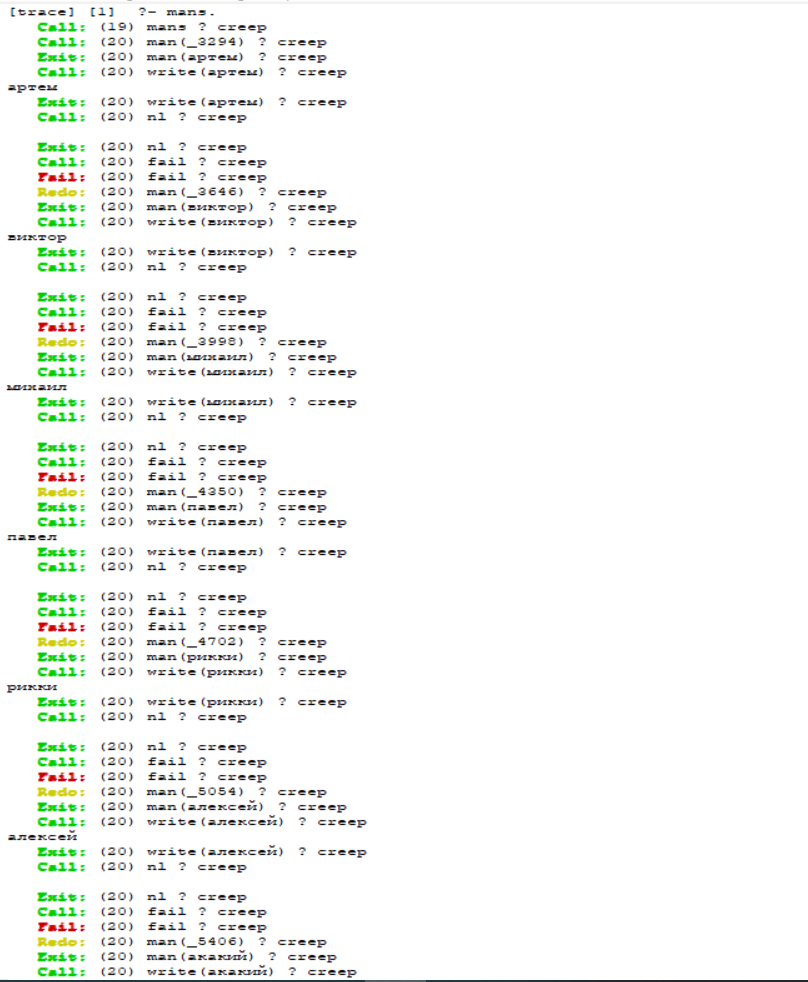 [trace] [1]  ?- mans.
Call: (19) mans ? creep
Call: (20) man(_3294) ? creep
Exit: (20) man(артем) ? creep
Call: (20) write(артем) ? creep
артем
Exit: (20) write(артем) ? creep
Call: (20) nl ? creep
Exit: (20) nl ? creep
Call: (20) fail ? creep
Fail: (20) fail ? creep
Redo: (20) man(_3646) ? creep
Exit: (20) man(виктор) ? creep
Call: (20) write(виктор) ? creep
виктор
Exit: (20) write(виктор) ? creep
Call: (20) nl ? creep
Exit: (20) nl ? creep
Call: (20) fail ? creep
Fail: (20) fail ? creep
Redo: (20) man(_3998) ? creep
Exit: (20) man(михаил) ? creep
Call: (20) write(михаил) ? creep
михаил
Exit: (20) write(михаил) ? creep
Call: (20) nl ? creep
Exit: (20) nl ? creep
Call: (20) fail ? creep
Fail: (20) fail ? creep
Redo: (20) man(_4350) ? creep
Exit: (20) man(павел) ? creep
Call: (20) write(павел) ? creep
павел
Exit: (20) write(павел) ? creep
Call: (20) nl ? creep
Exit: (20) nl ? creep
Call: (20) fail ? creep
Fail: (20) fail ? creep
Redo: (20) man(_4702) ? creep
Exit: (20) man(рикки) ? creep
Call: (20) write(рикки) ? creep
рикки
Exit: (20) write(рикки) ? creep
Call: (20) nl ? creep
Exit: (20) nl ? creep
Call: (20) fail ? creep
Fail: (20) fail ? creep
Redo: (20) man(_5054) ? creep
Exit: (20) man(алексей) ? creep
Call: (20) write(алексей) ? creep
алексей
Exit: (20) write(алексей) ? creep
Call: (20) nl ? creep
Exit: (20) nl ? creep
Call: (20) fail ? creep
Fail: (20) fail ? creep
Redo: (20) man(_5406) ? creep
Exit: (20) man(акакий) ? creep
Call: (20) write(акакий) ? creep